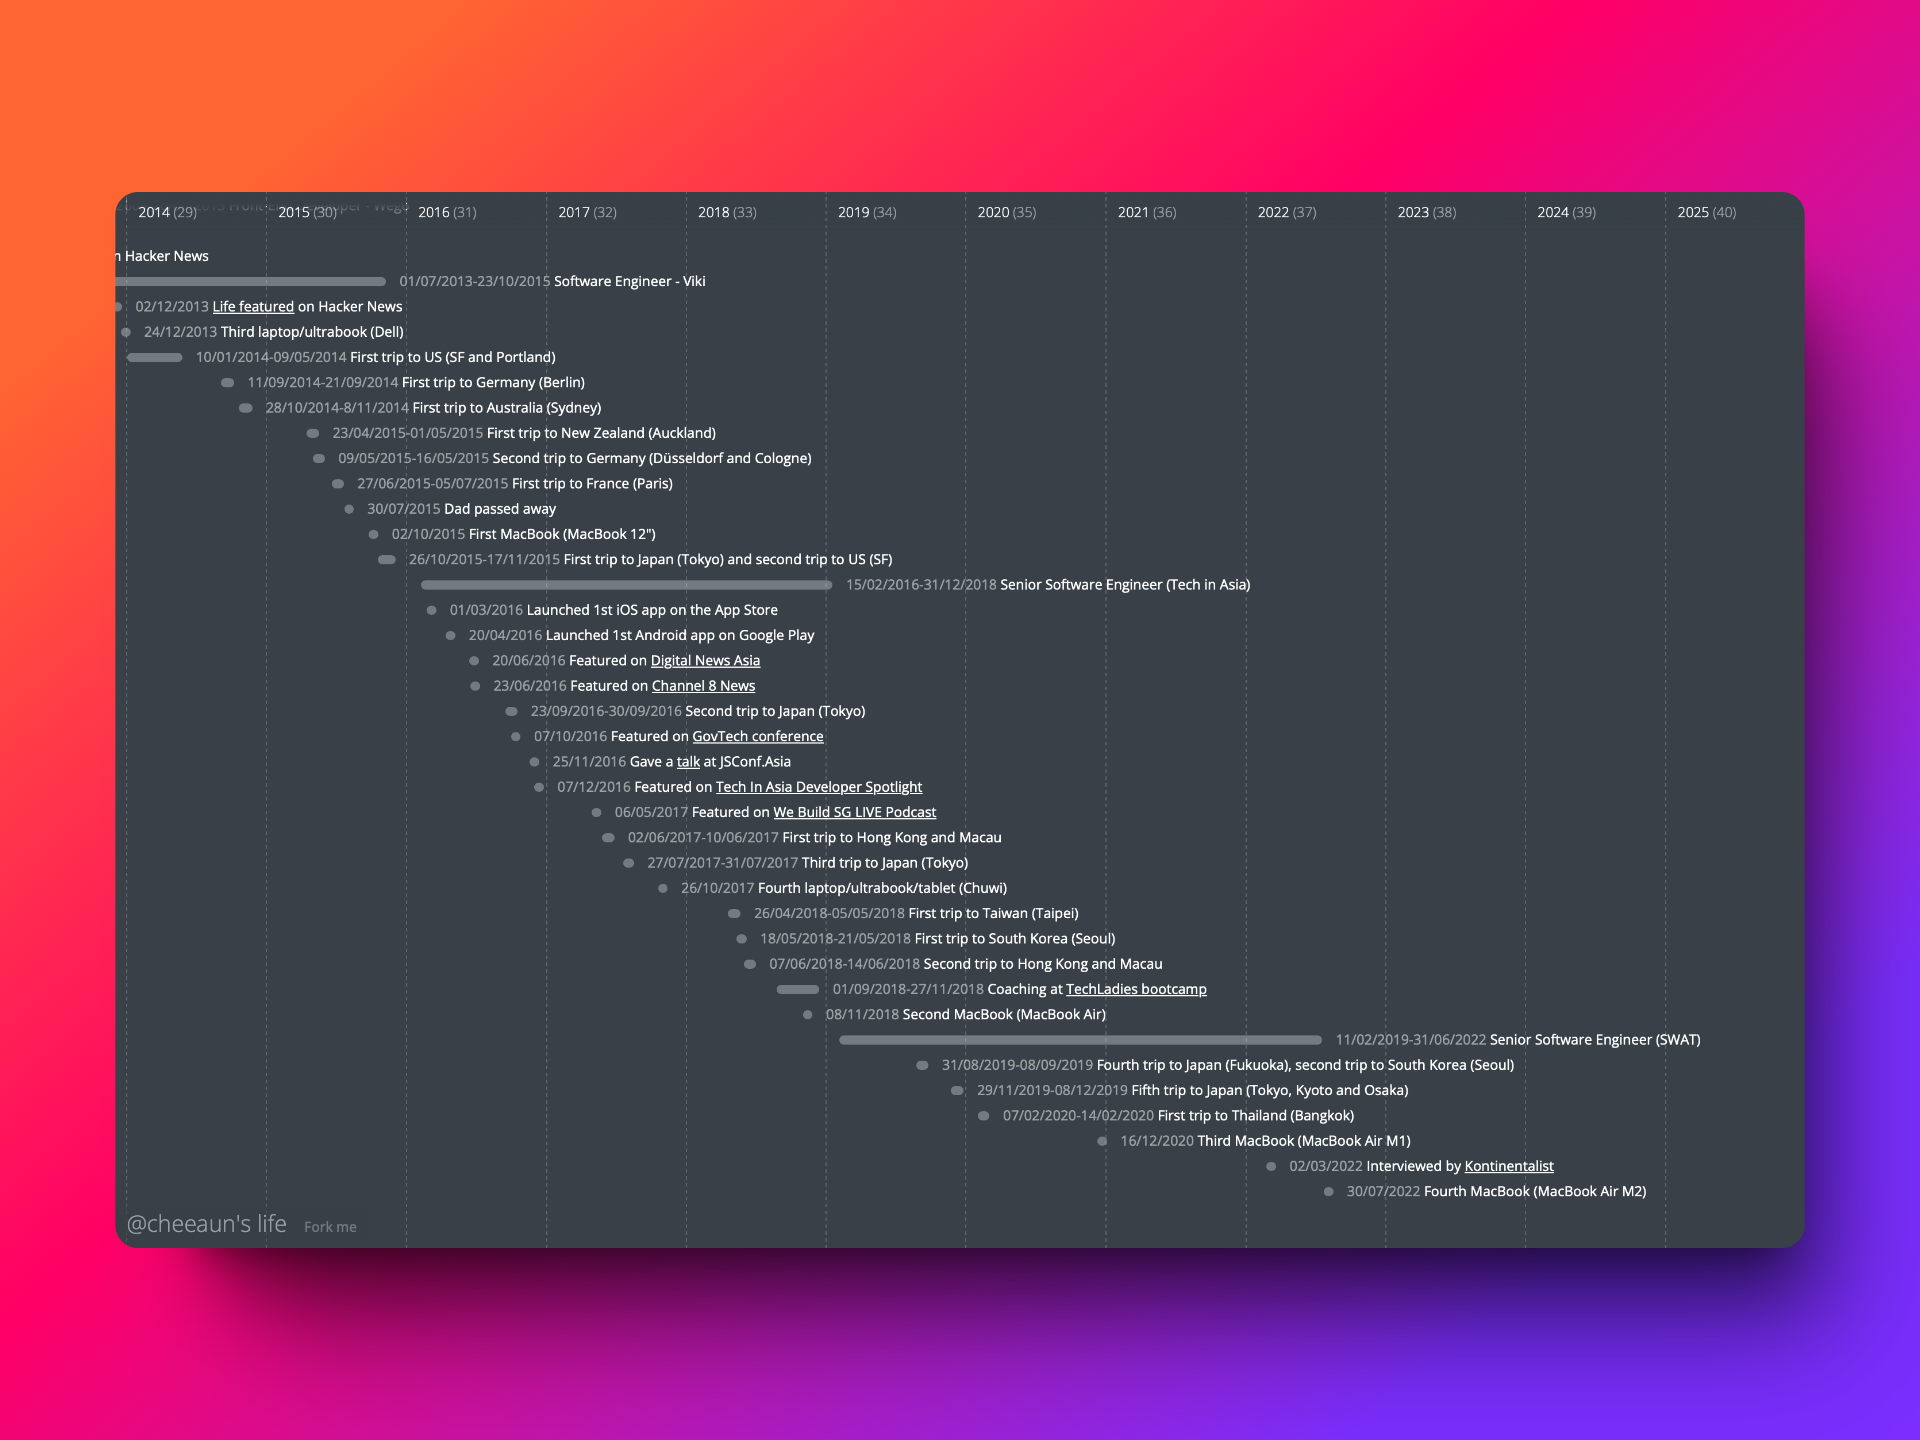 2014 (29) 2015 (30) 2016 (31) 2017 (32) 2018 (33) 2019 (34) 2020 (35) 2021 (36) 2022 (37) 2023 (38) 2024 (39) 2025 (40)
Hacker News
01/07/2013-23/10/2015 Software Engineer - Viki
02/12/2013 Life featured on Hacker News
24/12/2013 Third laptop/ultrabook (Dell)
10/01/2014-09/05/2014 First trip to US (SF and Portland)
11/09/2014-21/09/2014 First trip to Germany (Berlin)
28/10/2014-8/11/2014 First trip to Australia (Sydney)
23/04/2015-01/05/2015 First trip to New Zealand (Auckland)
09/05/2015-16/05/2015 Second trip to Germany (Düsseldorf and Cologne)
27/06/2015-05/07/2015 First trip to France (Paris)
30/07/2015 Dad passed away
02/10/2015 First MacBook (MacBook 12")
26/10/2015-17/11/2015 First trip to Japan (Tokyo) and second trip to US (SF)
15/02/2016-31/12/2018 Senior Software Engineer (Tech in Asia)
01/03/2016 Launched 1st iOS app on the App Store
20/04/2016 Launched 1st Android app on Google Play
20/06/2016 Featured on Digital News Asia
23/06/2016 Featured on Channel 8 News
23/09/2016-30/09/2016 Second trip to Japan (Tokyo)
07/10/2016 Featured on GovTech conference
25/11/2016 Gave a talk at JSConf.Asia
07/12/2016 Featured on Tech In Asia Developer Spotlight
06/05/2017 Featured on We Build SG LIVE Podcast
02/06/2017-10/06/2017 First trip to Hong Kong and Macau
27/07/2017-31/07/2017 Third trip to Japan (Tokyo)
26/10/2017 Fourth laptop/ultrabook/tablet (Chuwi)
26/04/2018-05/05/2018 First trip to Taiwan (Taipei)
18/05/2018-21/05/2018 First trip to South Korea (Seoul)
07/06/2018-14/06/2018 Second trip to Hong Kong and Macau
01/09/2018-27/11/2018 Coaching at TechLadies bootcamp
08/11/2018 Second MacBook (MacBook Air)
11/02/2019-31/06/2022 Senior Software Engineer (SWAT)
31/08/2019-08/09/2019 Fourth trip to Japan (Fukuoka), second trip to South Korea (Seoul)
29/11/2019-08/12/2019 Fifth trip to Japan (Tokyo, Kyoto and Osaka)
07/02/2020-14/02/2020 First trip to Thailand (Bangkok)
16/12/2020 Third MacBook (MacBook Air M1)
02/03/2022 Interviewed by Kontinentalist
30/07/2022 Fourth MacBook (MacBook Air M2)
@cheeaun's life Fork me